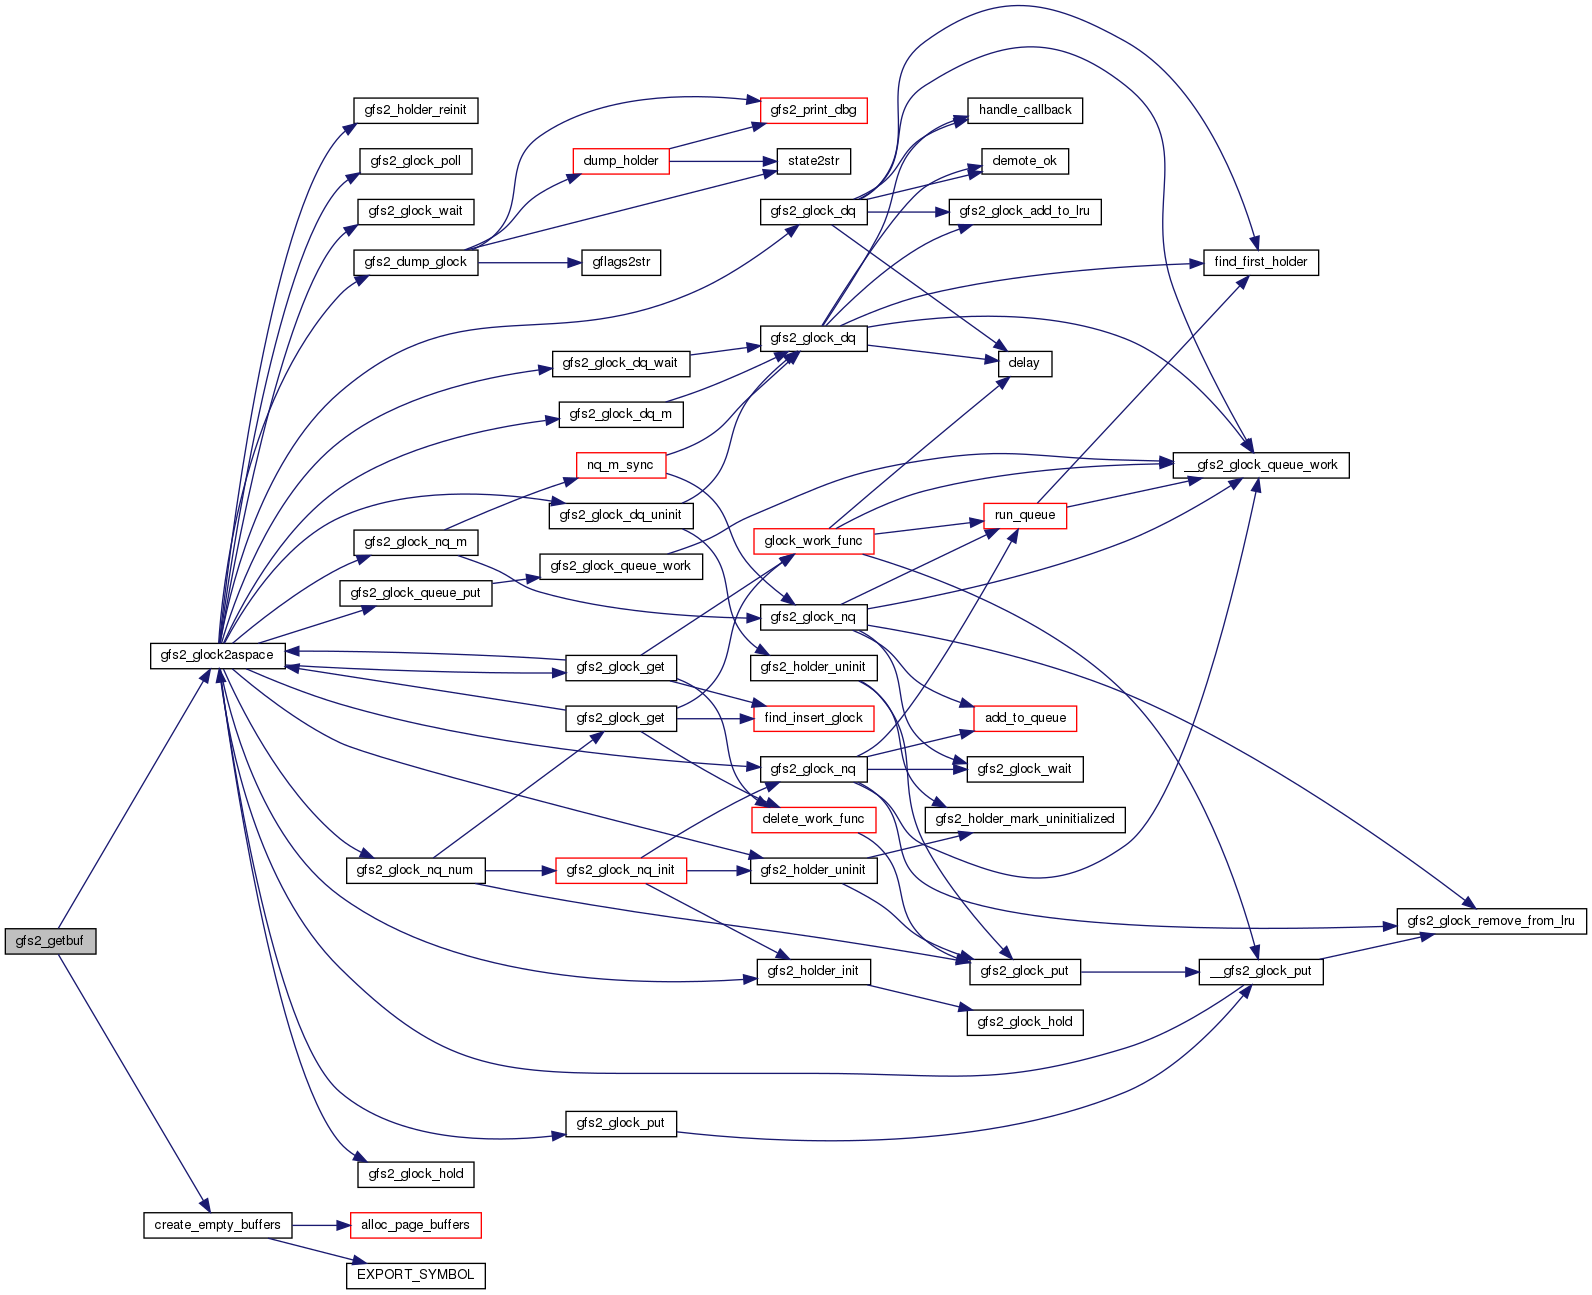 gfs2_holder_reinit
gfs2_print_dbg
handle_callback
gfs2_glock_poll
dump_holder
state2str
demote_ok
gfs2_glock_wait
gfs2_glock_dq
gfs2_glock_add_to_lru
gfs2_dump_glock
gflags2str
find_first_holder
gfs2_glock_dq
gfs2_glock_dq_wait
delay
gfs2_glock_dq_m
nq_m_sync
__gfs2_glock_queue_work
gfs2_glock_dq_uninit
run_queue
gfs2_glock_nq_m
glock_work_func
gfs2_glock_queue_work
gfs2_glock_queue_put
gfs2_glock_nq
gfs2_glock2aspace
gfs2_glock_get
gfs2_holder_uninit
gfs2_glock_get
find_insert_glock
add_to_queue
gfs2_glock_nq
gfs2_glock_wait
delete_work_func
gfs2_holder_mark_uninitialized
gfs2_glock_nq_num
gfs2_glock_nq_init
gfs2_holder_uninit
gfs2_glock_remove_from_lru
gfs2_getbuf
gfs2_holder_init
gfs2_glock_put
__gfs2_glock_put
gfs2_glock_hold
gfs2_glock_put
gfs2_glock_hold
create_empty_buffers
alloc_page_buffers
EXPORT_SYMBOL